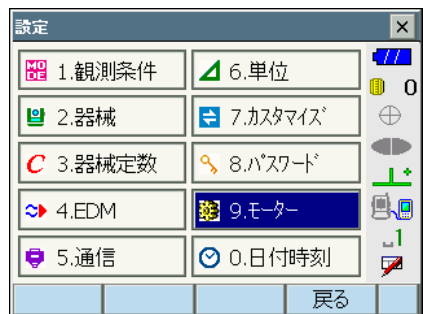 設定
MODE 1.観測条件
2.器械
C 3.器械定数
4.EDM
5.通信
6.単位
7.ｶｽﾀﾏｲｽﾞ
8.ﾊﾟｽﾜｰﾄﾞ
9.ﾓｰﾀｰ
0.日付時刻
0
1
戻る